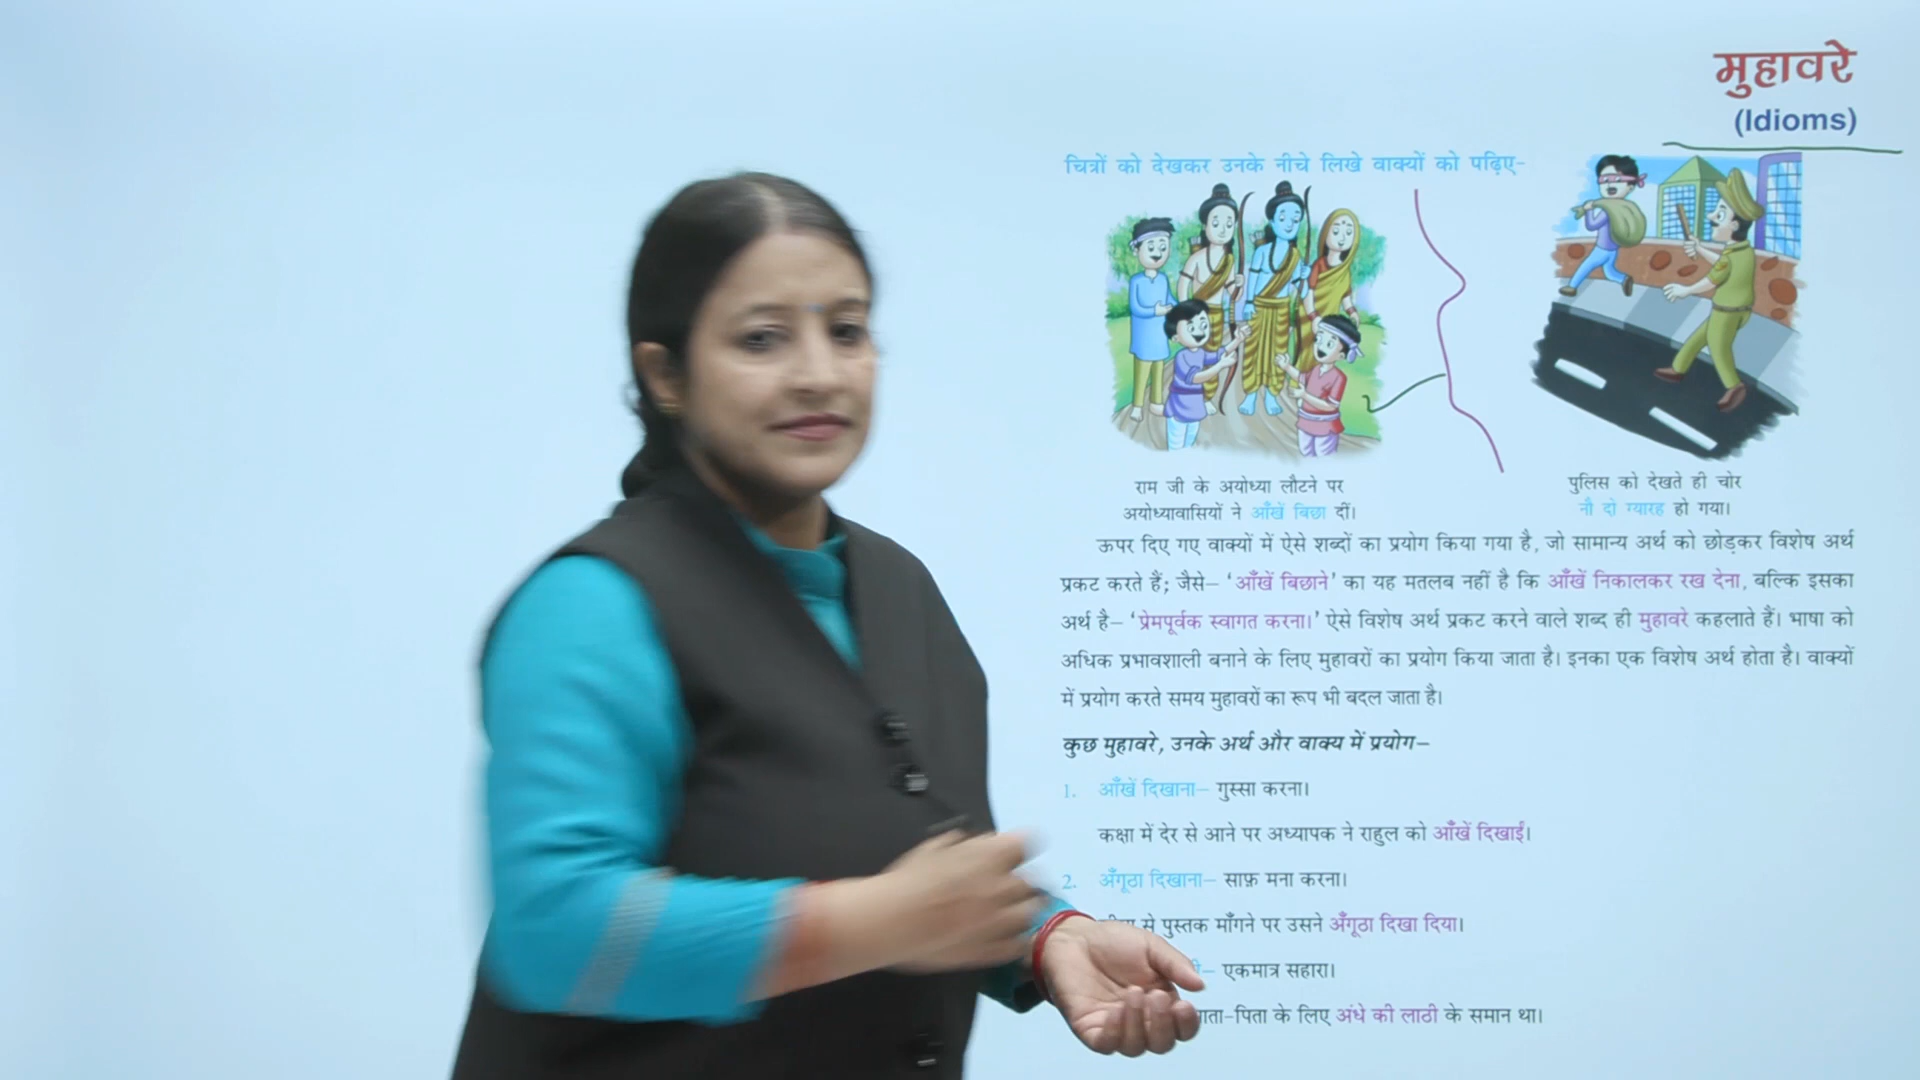 मुहावरे
(Idioms)
चित्रों को देखकर उनके नीचे लिखे वाक्यों को पढ़िए-
राम जी के अयोध्या लौटने पर
अयोध्यावासियों ने आँखें बिछा दीं।
पुलिस को देखते ही चोर
नौ दो ग्यारह हो गया।
ऊपर दिए गए वाक्यों में ऐसे शब्दों का प्रयोग किया गया है, जो सामान्य अर्थ को छोड़कर विशेष अर्थ
प्रकट करते हैं; जैसे– ‘आँखें बिछाने’ का यह मतलब नहीं है कि आँखें निकालकर रख देना, बल्कि इसका
अर्थ है– ‘प्रेमपूर्वक स्वागत करना।’ ऐसे विशेष अर्थ प्रकट करने वाले शब्द ही मुहावरे कहलाते हैं। भाषा को
अधिक प्रभावशाली बनाने के लिए मुहावरों का प्रयोग किया जाता है। इनका एक विशेष अर्थ होता है। वाक्यों
में प्रयोग करते समय मुहावरों का रूप भी बदल जाता है।
कुछ मुहावरे, उनके अर्थ और वाक्य में प्रयोग–
1. आँखें दिखाना– गुस्सा करना।
कक्षा में देर से आने पर अध्यापक ने राहुल को आँखें दिखाईं।
2. अँगूठा दिखाना– साफ़ मना करना।
से पुस्तक माँगने पर उसने अँगूठा दिखा दिया।
– एकमात्र सहारा।
माता-पिता के लिए अंधे की लाठी के समान था।